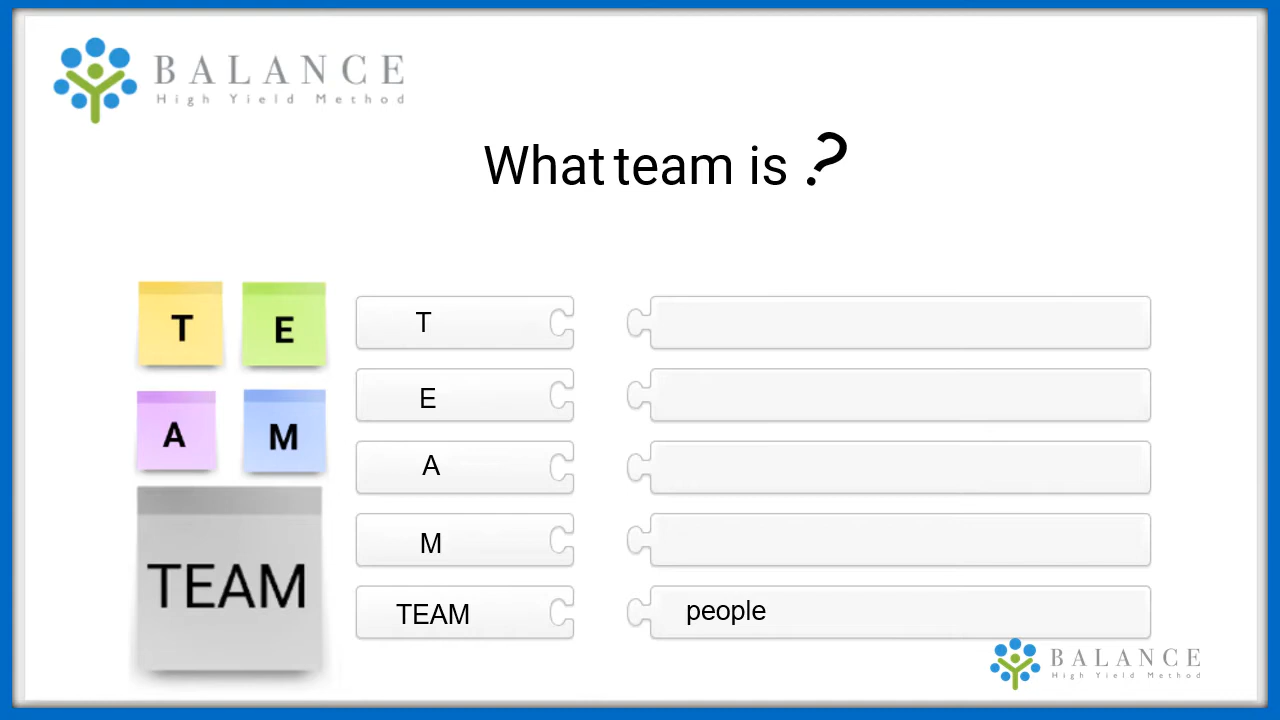 BALANCE
High Yield Method
What team is ?
T
E
T
E
A
M
A
M
TEAM
TEAM
people
BALANCE
High Yield Method